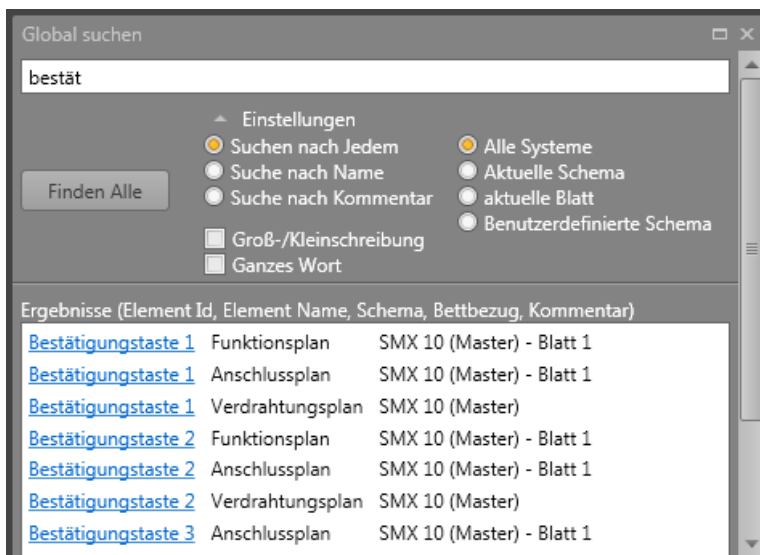 Global suchen
bestät
Einstellungen
Suchen nach Jedem
Suche nach Name
Suche nach Kommentar
Alle Systeme
Aktuelle Schema
aktuelle Blatt
Benutzerdefinierte Schema
Finden Alle
Groß-/Kleinschreibung
Ganzes Wort
Ergebnisse (Element Id, Element Name, Schema, Bettbezug, Kommentar)
Bestätigungstaste 1 Funktionsplan SMX 10 (Master) - Blatt 1
Bestätigungstaste 1 Anschlussplan SMX 10 (Master) - Blatt 1
Bestätigungstaste 1 Verdrahtungsplan SMX 10 (Master)
Bestätigungstaste 2 Funktionsplan SMX 10 (Master) - Blatt 1
Bestätigungstaste 2 Anschlussplan SMX 10 (Master) - Blatt 1
Bestätigungstaste 2 Verdrahtungsplan SMX 10 (Master)
Bestätigungstaste 3 Anschlussplan SMX 10 (Master) - Blatt 1